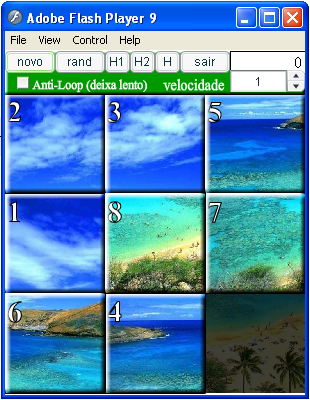 Adobe Flash Player 9
File View Control Help
novo rand H1 H2 H sair 0
Anti-Loop (deixa lento) velocidade 1
2 3 5
1 8 7
6 4